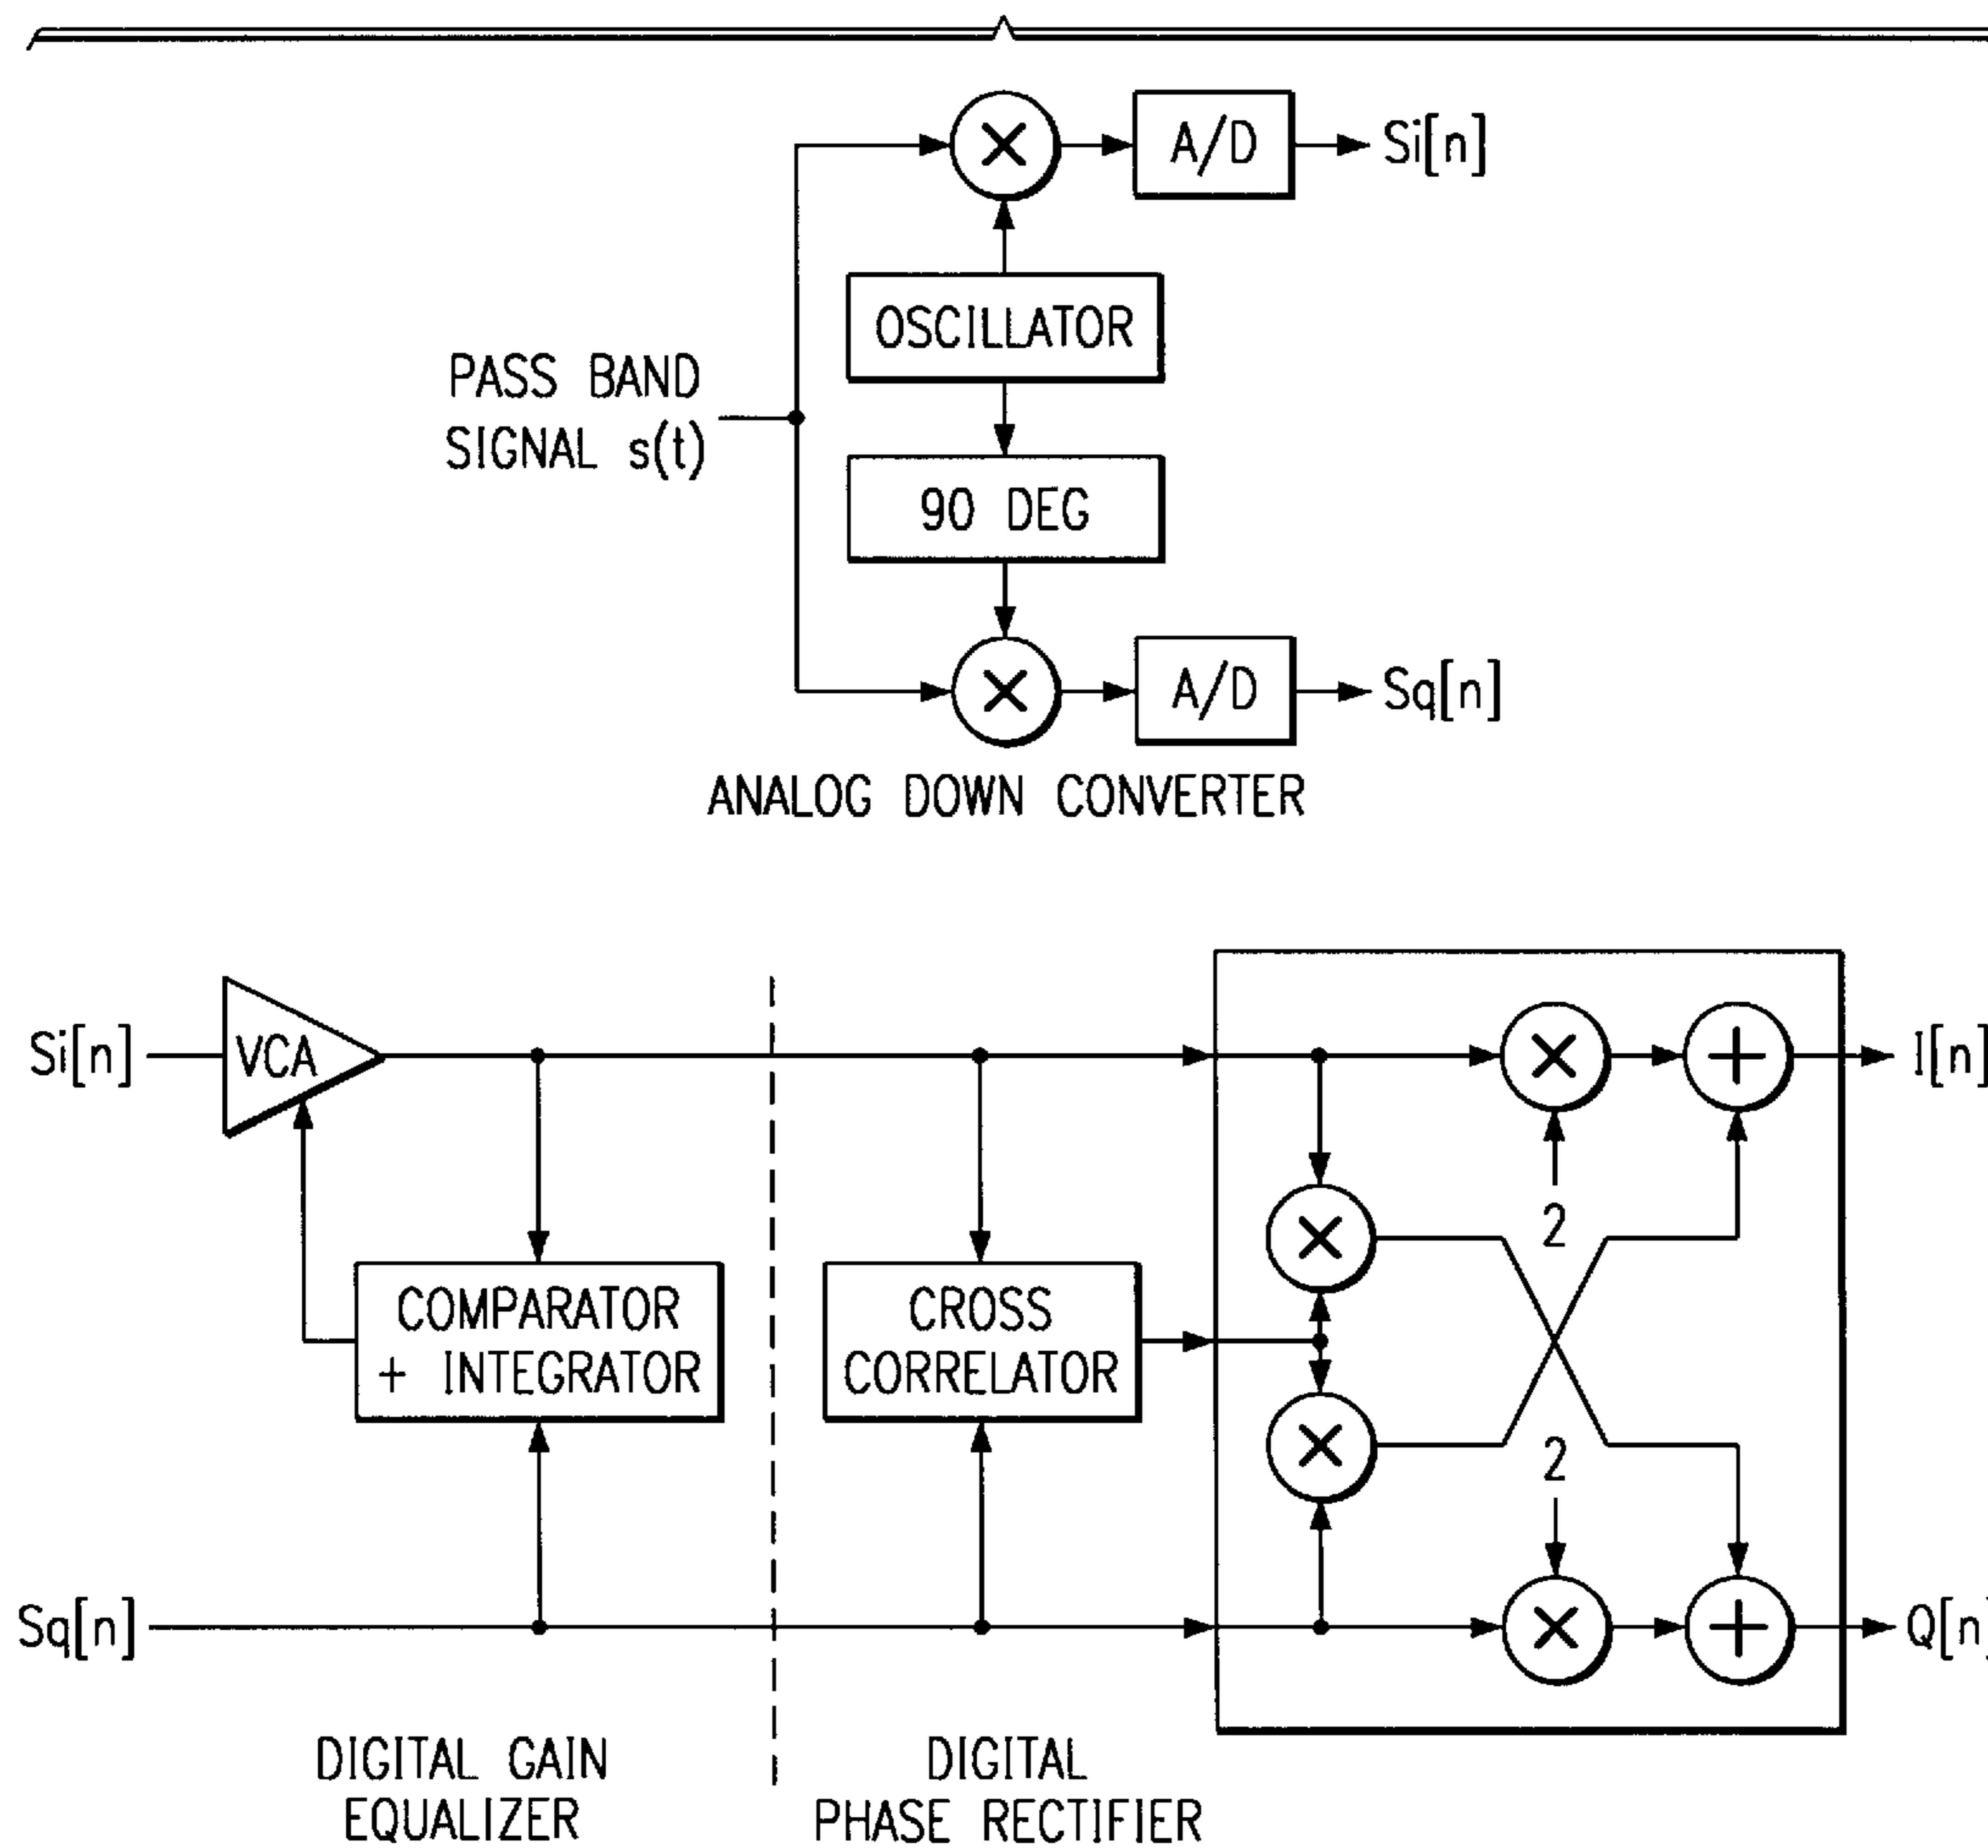 A/D
Si[n]
OSCILLATOR
PASS BAND
SIGNAL s(t)
90 DEG
A/D
Sq[n]
ANALOG DOWN CONVERTER
Si[n]
VCA
I[n]
2
COMPARATOR
+ INTEGRATOR
CROSS
CORRELATOR
2
Sq[n]
Q[n]
DIGITAL GAIN
EQUALIZER
DIGITAL
PHASE RECTIFIER